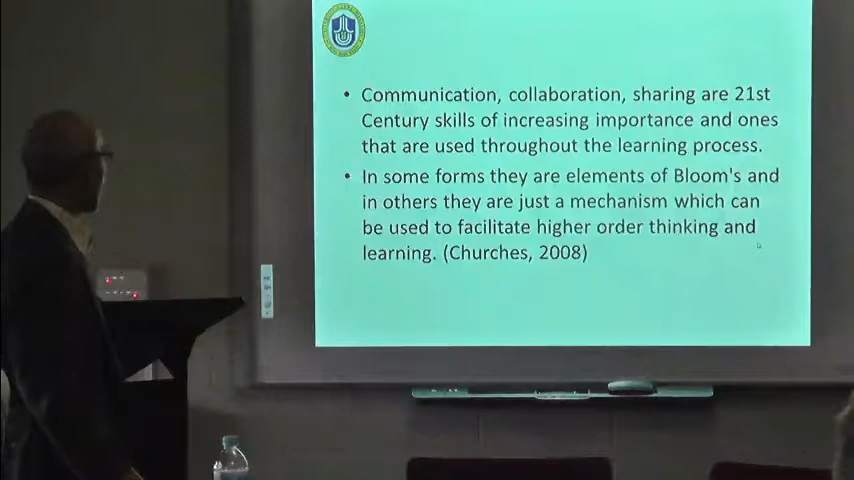 • Communication, collaboration, sharing are 21st
Century skills of increasing importance and ones
that are used throughout the learning process.
• In some forms they are elements of Bloom's and
in others they are just a mechanism which can
be used to facilitate higher order thinking and
learning. (Churches, 2008)